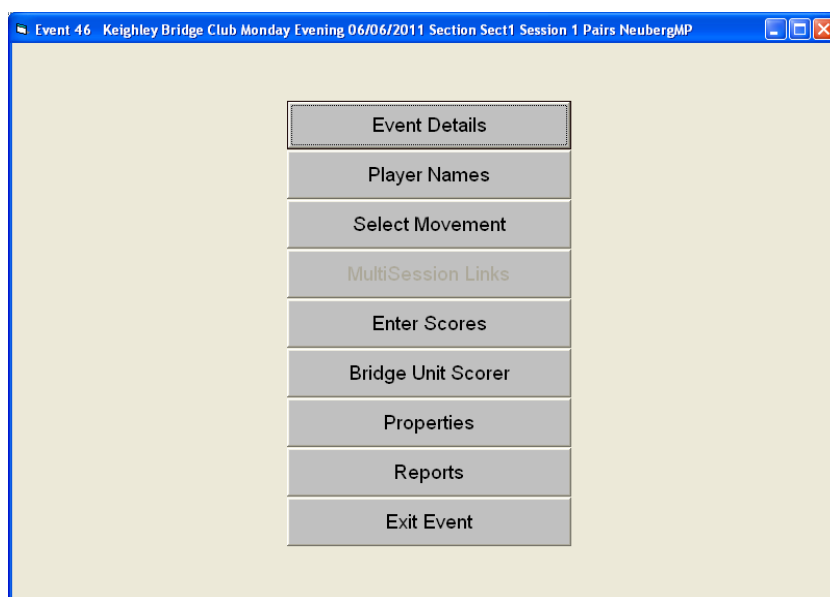 Event 46 Keighley Bridge Club Monday Evening 06/06/2011 Section Sect1 Session 1 Pairs NeubergMP
Event Details
Player Names
Select Movement
MultiSession Links
Enter Scores
Bridge Unit Scorer
Properties
Reports
Exit Event